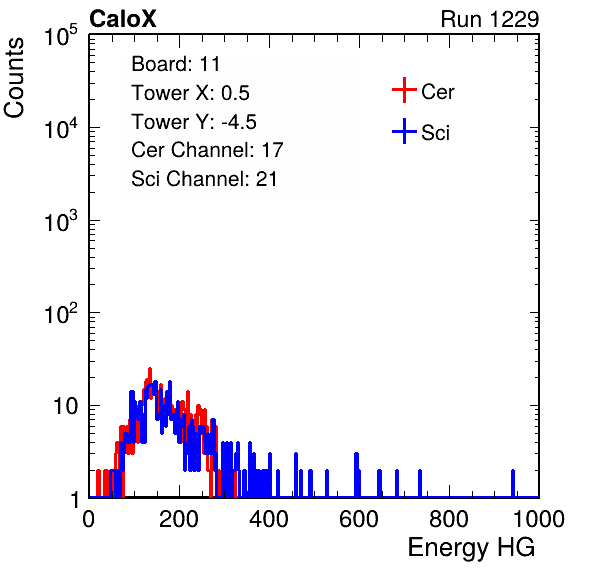 CaloX Run 1229
Counts
Board: 11
Tower X: 0.5
Tower Y: -4.5
Cer Channel: 17
Sci Channel: 21
Cer
Sci
10^5
10^4
10^3
10^2
10
1
0 200 400 600 800 1000
Energy HG